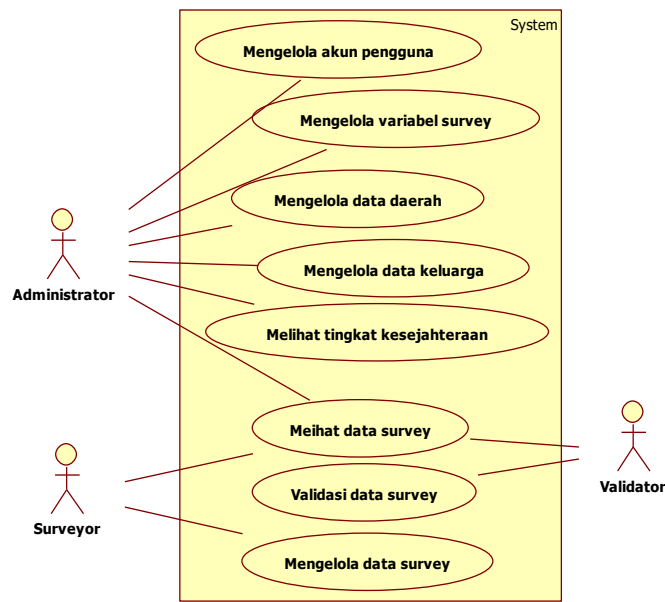 System
Mengelola akun pengguna
Mengelola variabel survey
Mengelola data daerah
Mengelola data keluarga
Administrator
Melihat tingkat kesejahteraan
Meihat data survey
Validasi data survey
Validator
Surveyor
Mengelola data survey